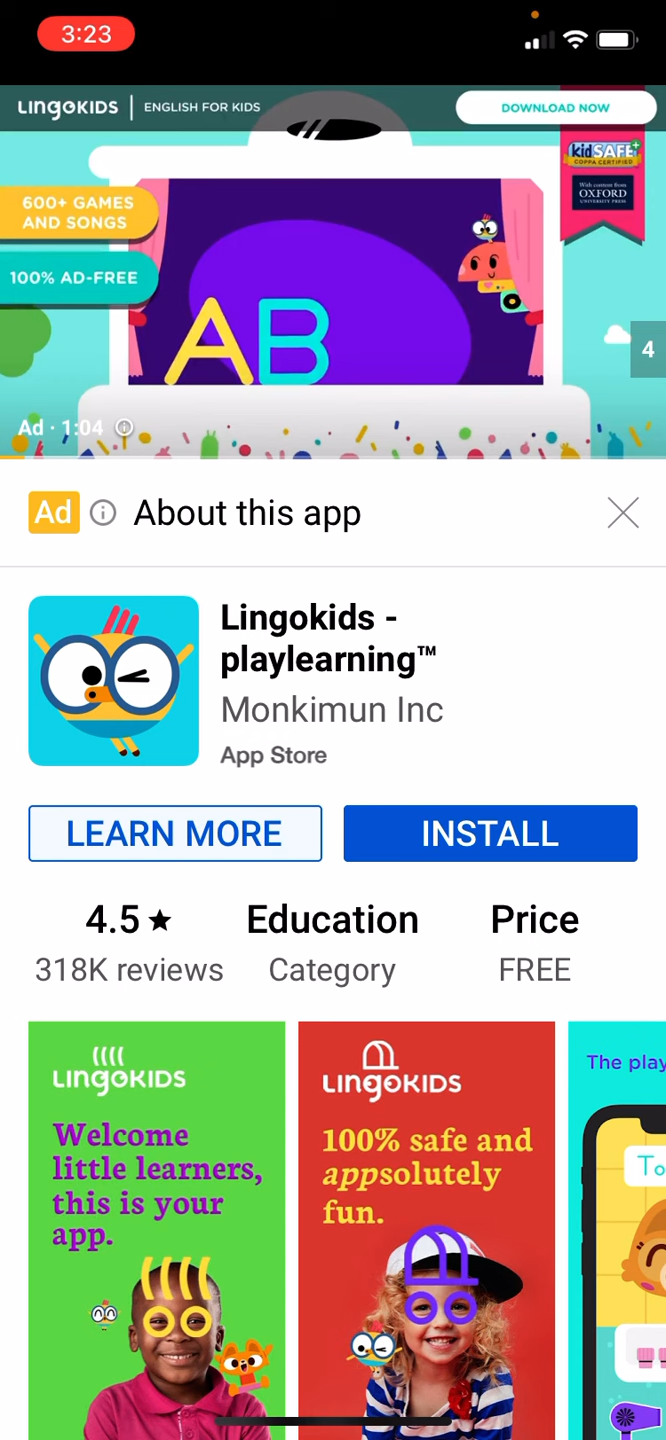 3:23
LINGOKIDS | ENGLISH FOR KIDS
DOWNLOAD NOW
kidSAFE+
COPPA CERTIFIED
With content from
OXFORD
UNIVERSITY PRESS
600+ GAMES
AND SONGS
100% AD-FREE
AB
4
Ad · 1:04
Ad About this app
Lingokids -
playlearning™
Monkimun Inc
App Store
LEARN MORE
INSTALL
4.5 ★ Education Price
318K reviews Category FREE
LINGOKIDS
Welcome
little learners,
this is your
app.
LINGOKIDS
100% safe and
appsolutely
fun.
The play
To